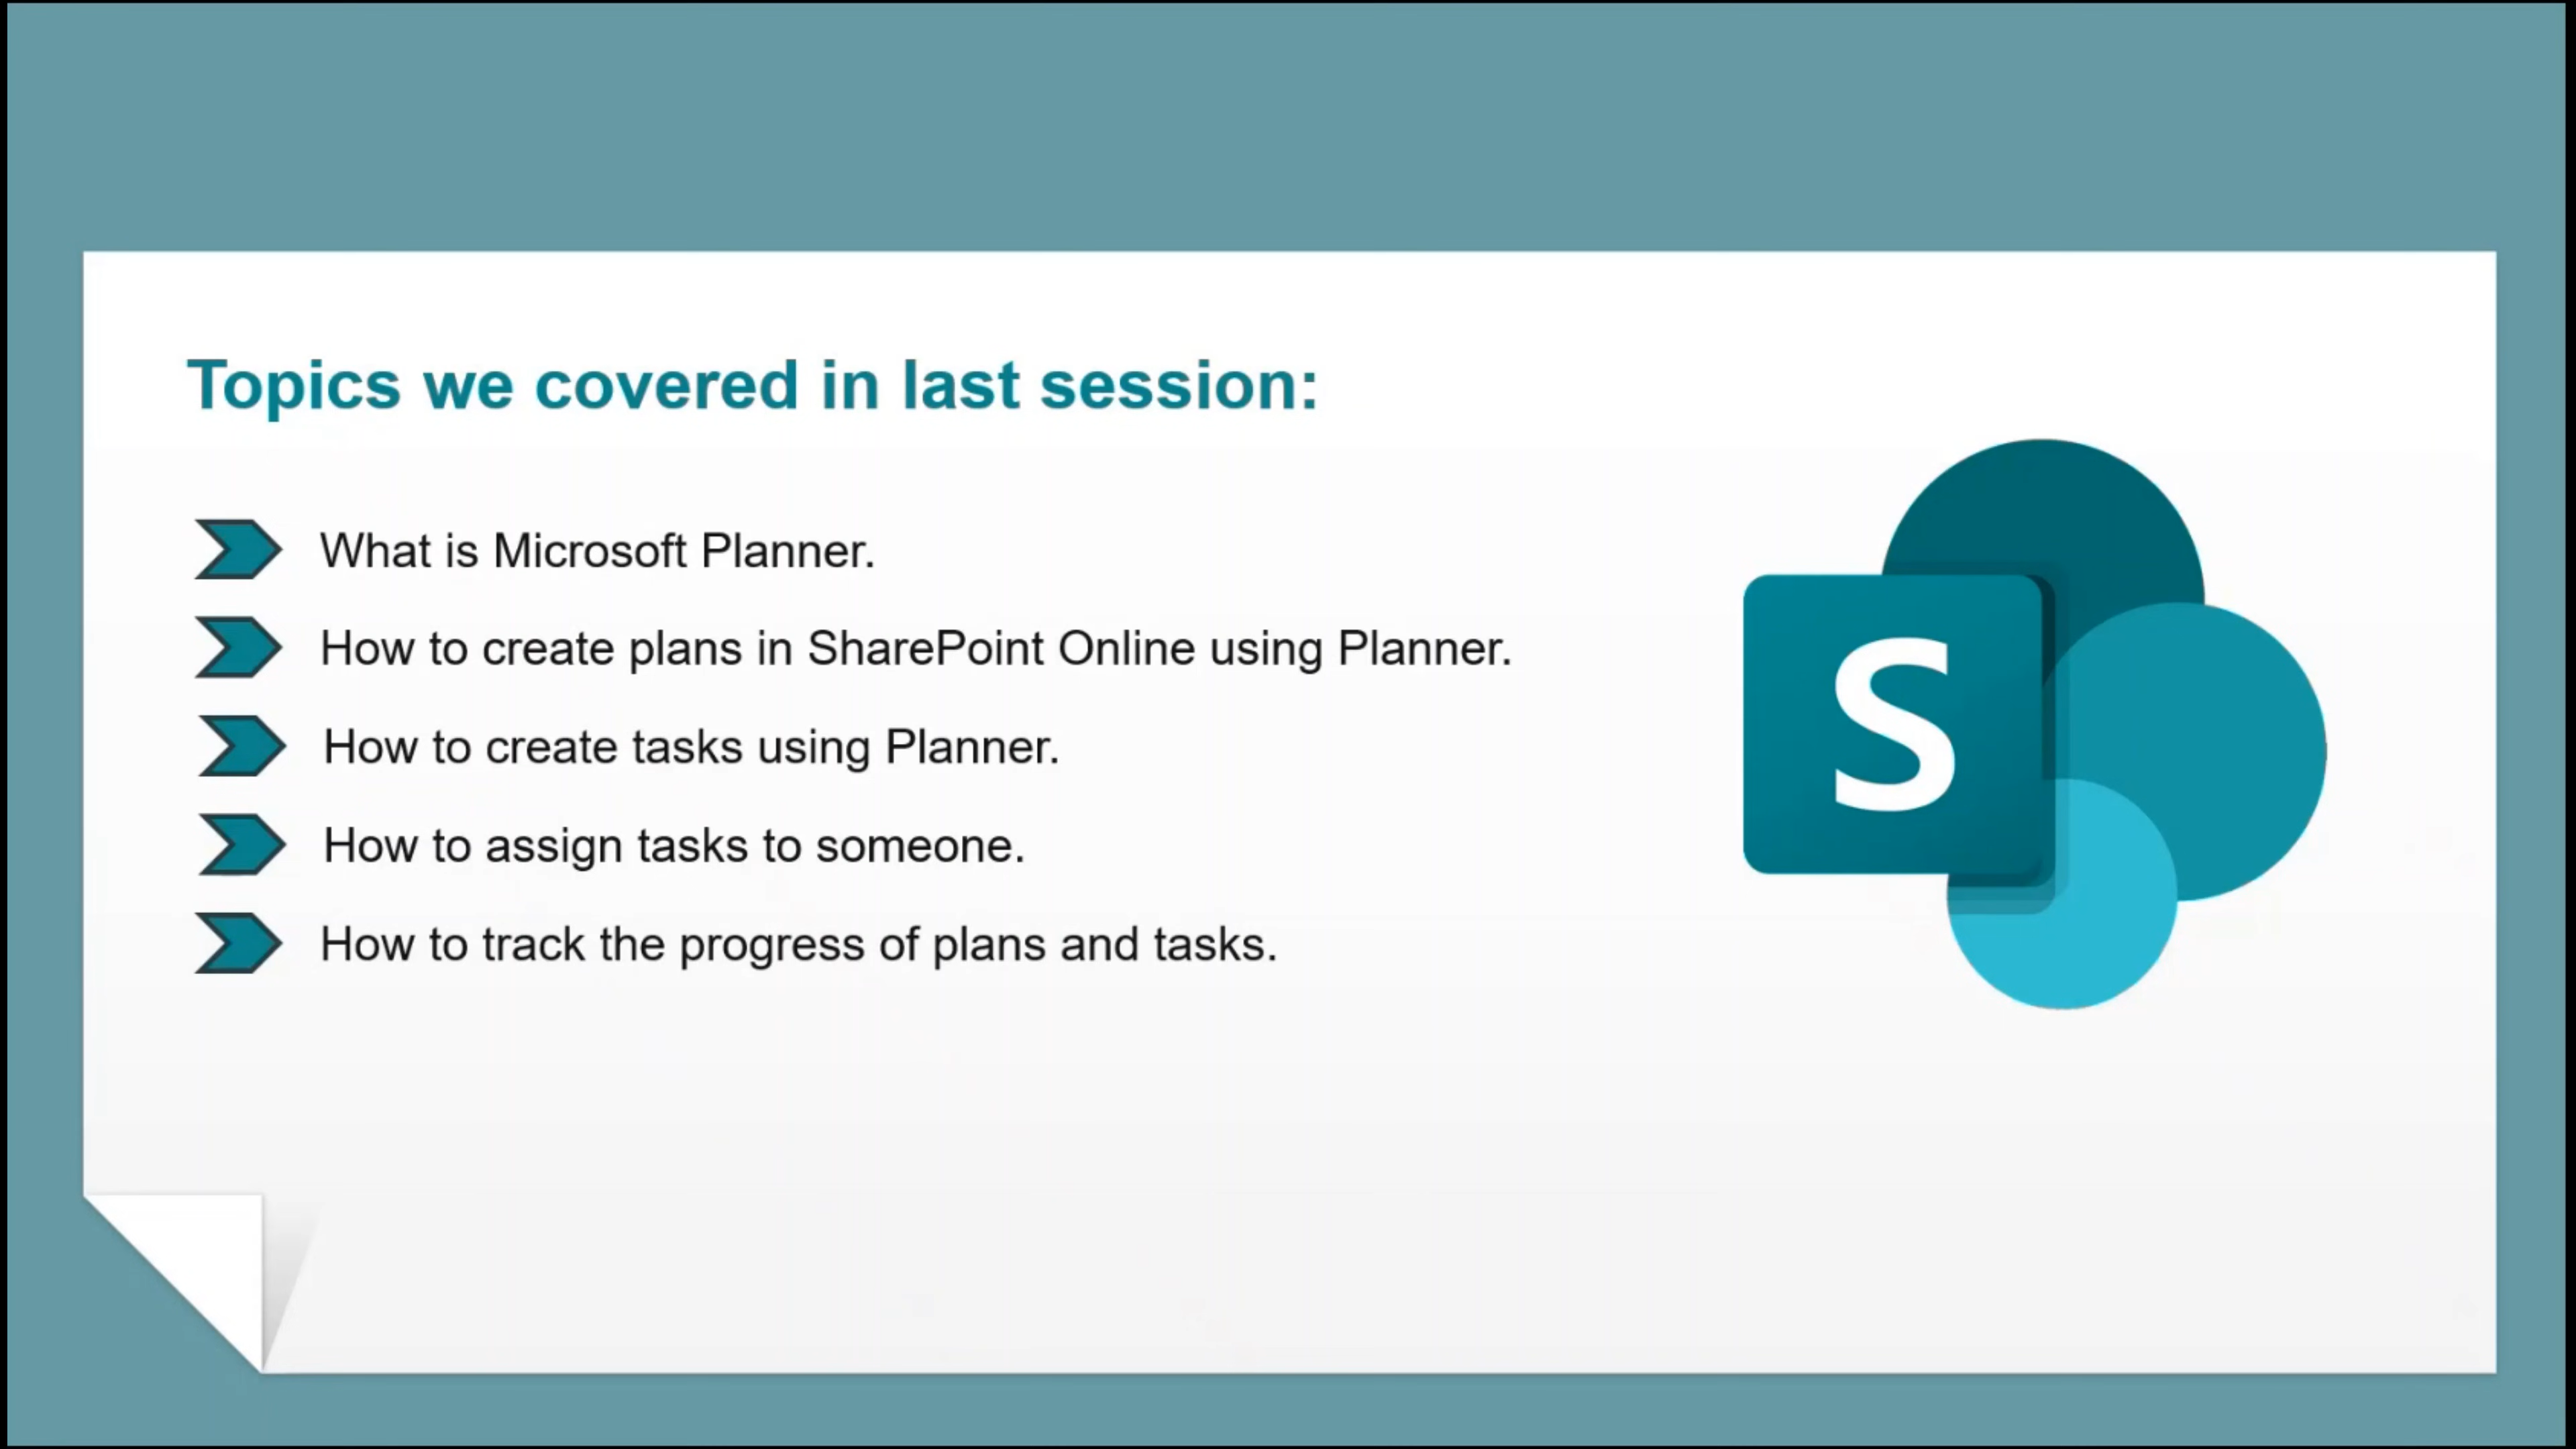 Topics we covered in last session:
What is Microsoft Planner.
How to create plans in SharePoint Online using Planner.
How to create tasks using Planner.
How to assign tasks to someone.
How to track the progress of plans and tasks.
S